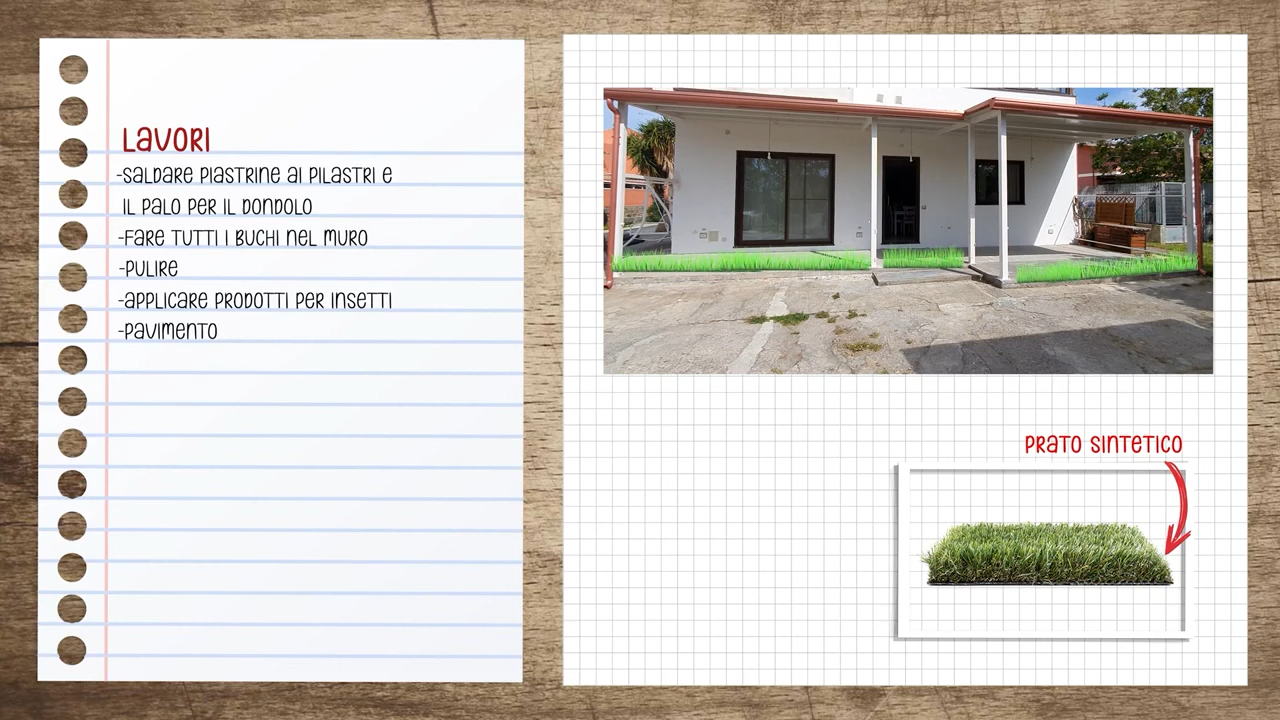 LAVORI
-SALDARE PIASTRINE AI PILASTRI E
IL PALO PER IL DONDOLO
-FARE TUTTI I BUCHI NEL MURO
-PULIRE
-APPLICARE PRODOTTI PER INSETTI
-PAVIMENTO
PRATO SINTETICO